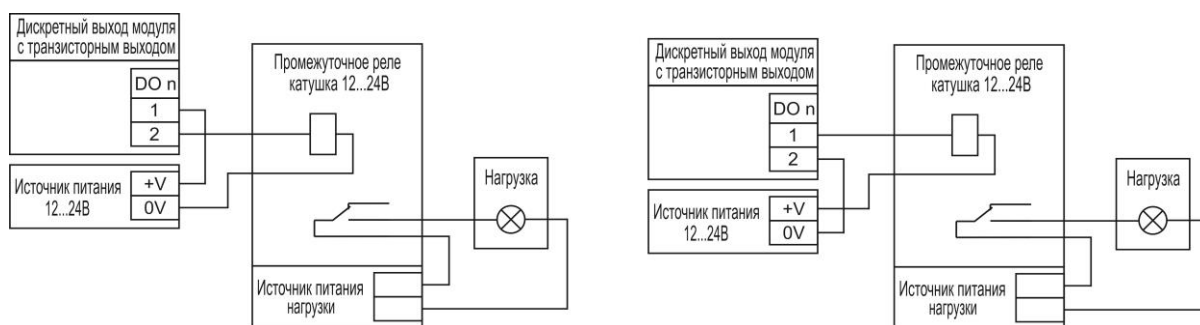 Дискретный выход модуля
с транзисторным выходом
DO n
1
2
Источник питания
12...24В
+V
0V
Промежуточное реле
катушка 12...24В
Нагрузка
Источник питания
нагрузки
Дискретный выход модуля
с транзисторным выходом
DO n
1
2
Источник питания
12...24В
+V
0V
Промежуточное реле
катушка 12...24В
Нагрузка
Источник питания
нагрузки